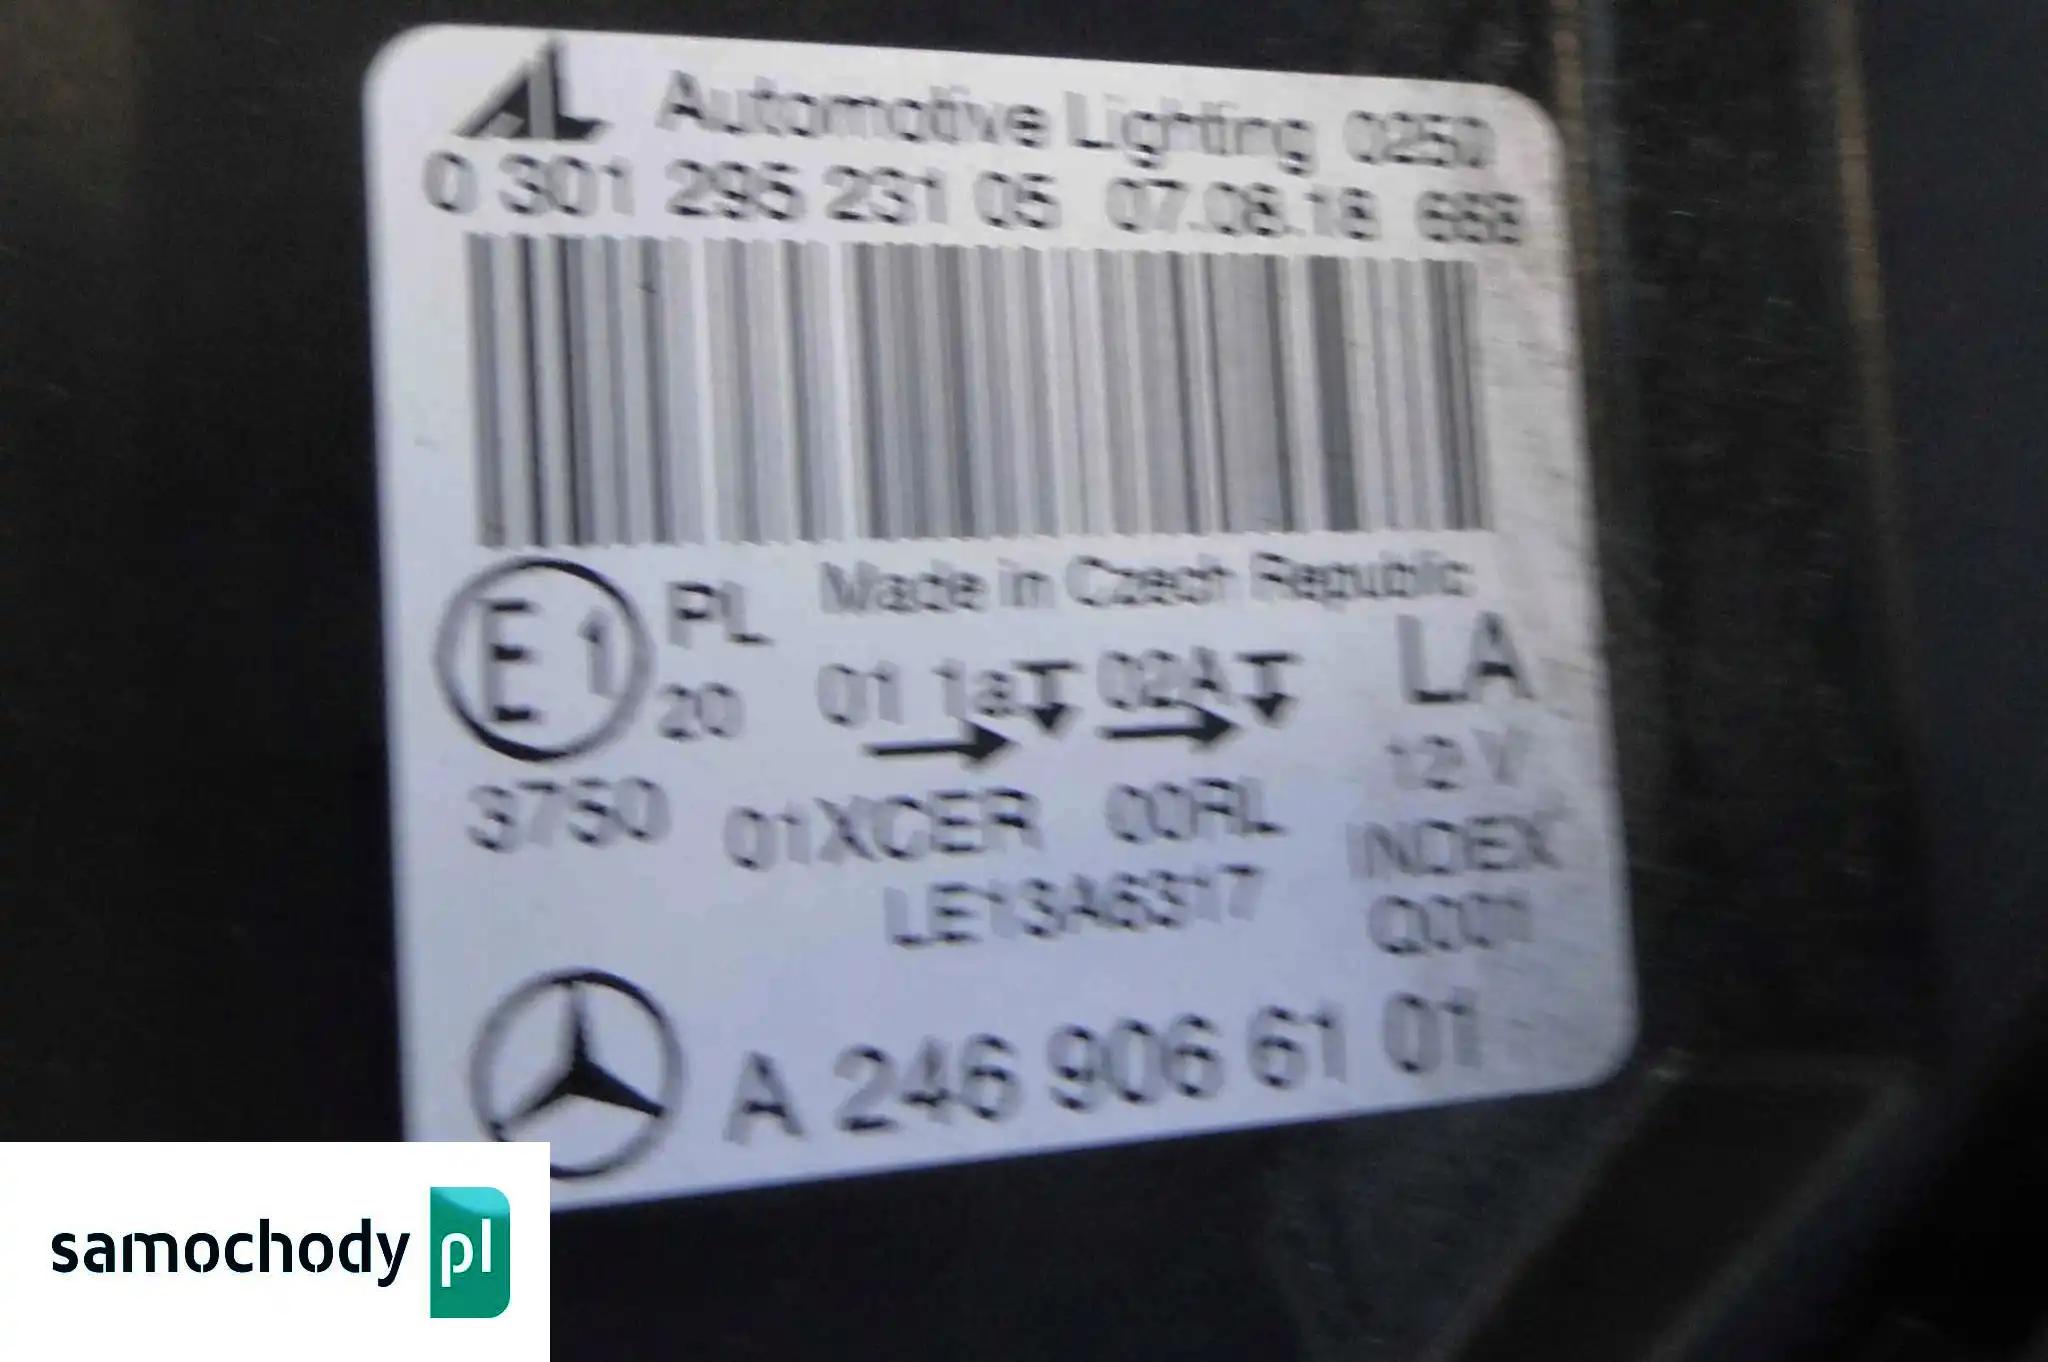 AL Automotive Lighting 0250
0 301 295 231 05 07.08.18
E1 PL Made in Czech Republic
20 01 1a 02A LA
12 V
3750 01XCER 00RL INDEX
LE13A6317 Q001
A 246 906 61 01
samochody pl